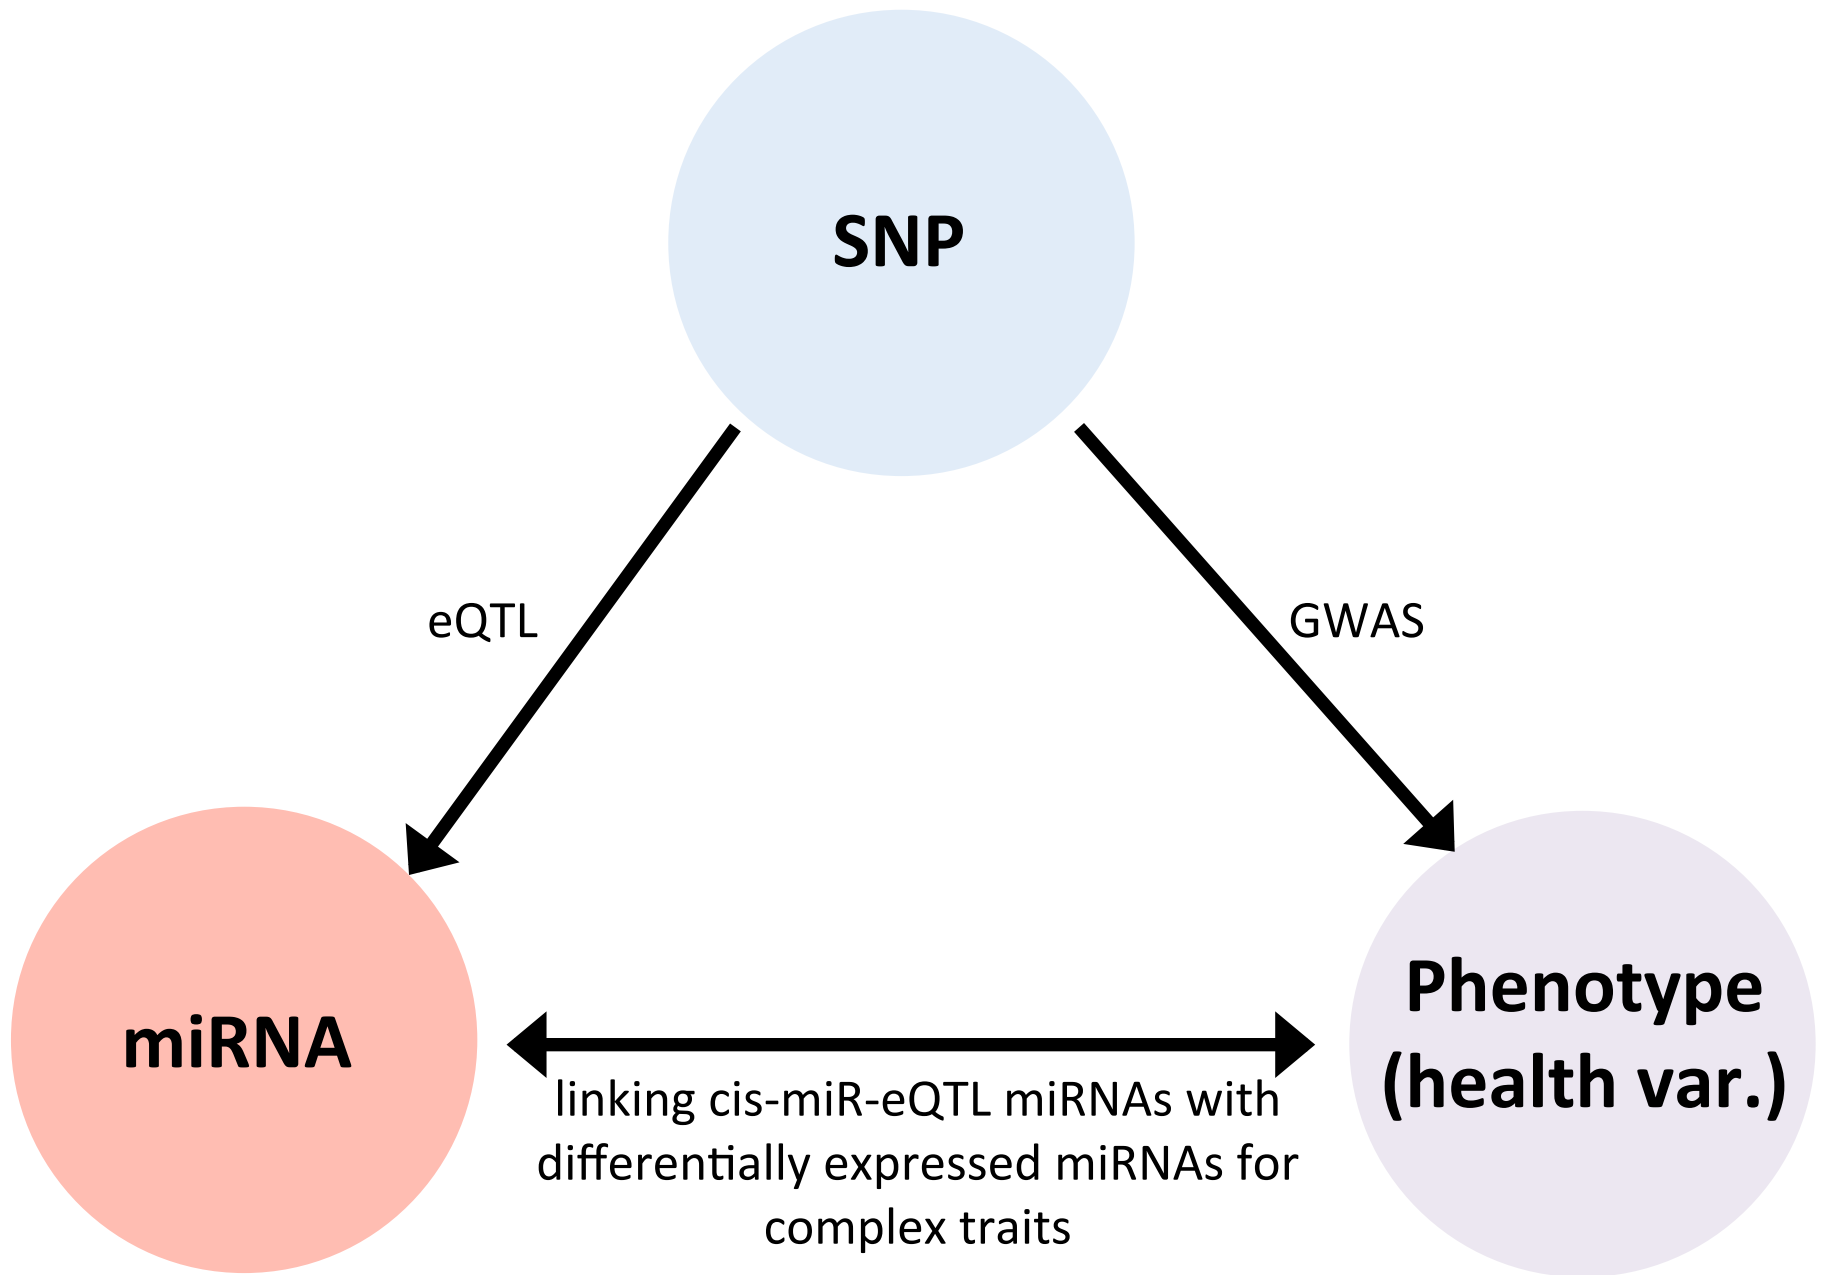 SNP
eQTL
GWAS
miRNA
Phenotype
(health var.)
linking cis-miR-eQTL miRNAs with
differentially expressed miRNAs for
complex traits